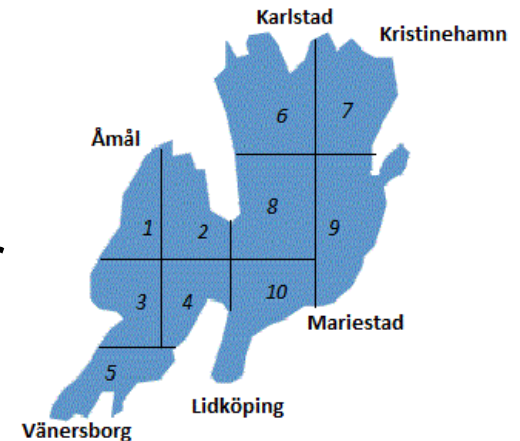 Karlstad
Kristinehamn
6
7
Åmål
8
1
2
9
3
4
10
Mariestad
5
Lidköping
Vänersborg